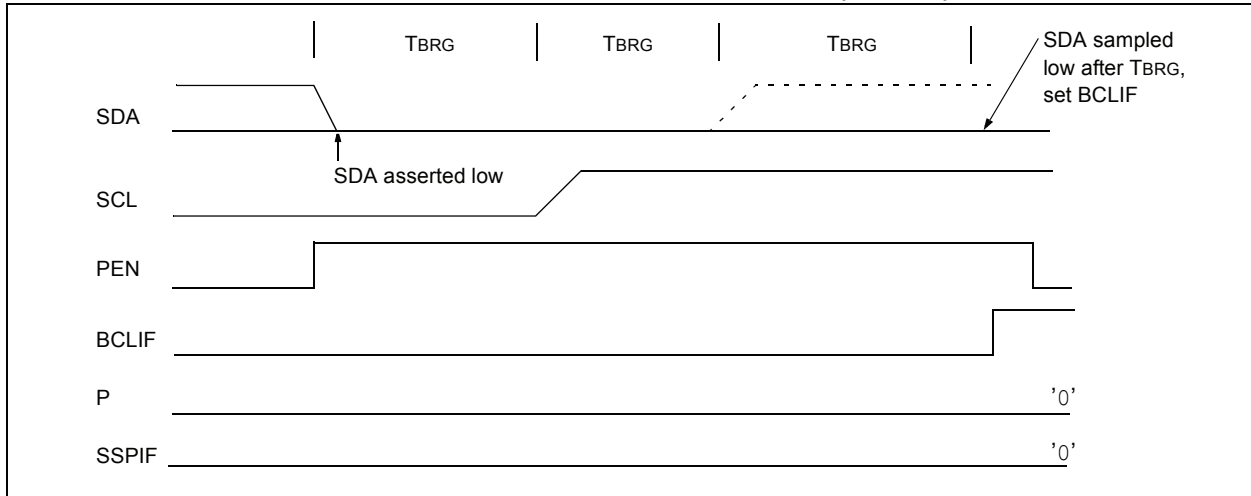 TBRG TBRG TBRG
SDA sampled
low after TBRG,
set BCLIF
SDA
SDA asserted low
SCL
PEN
BCLIF
P '0'
SSPIF '0'